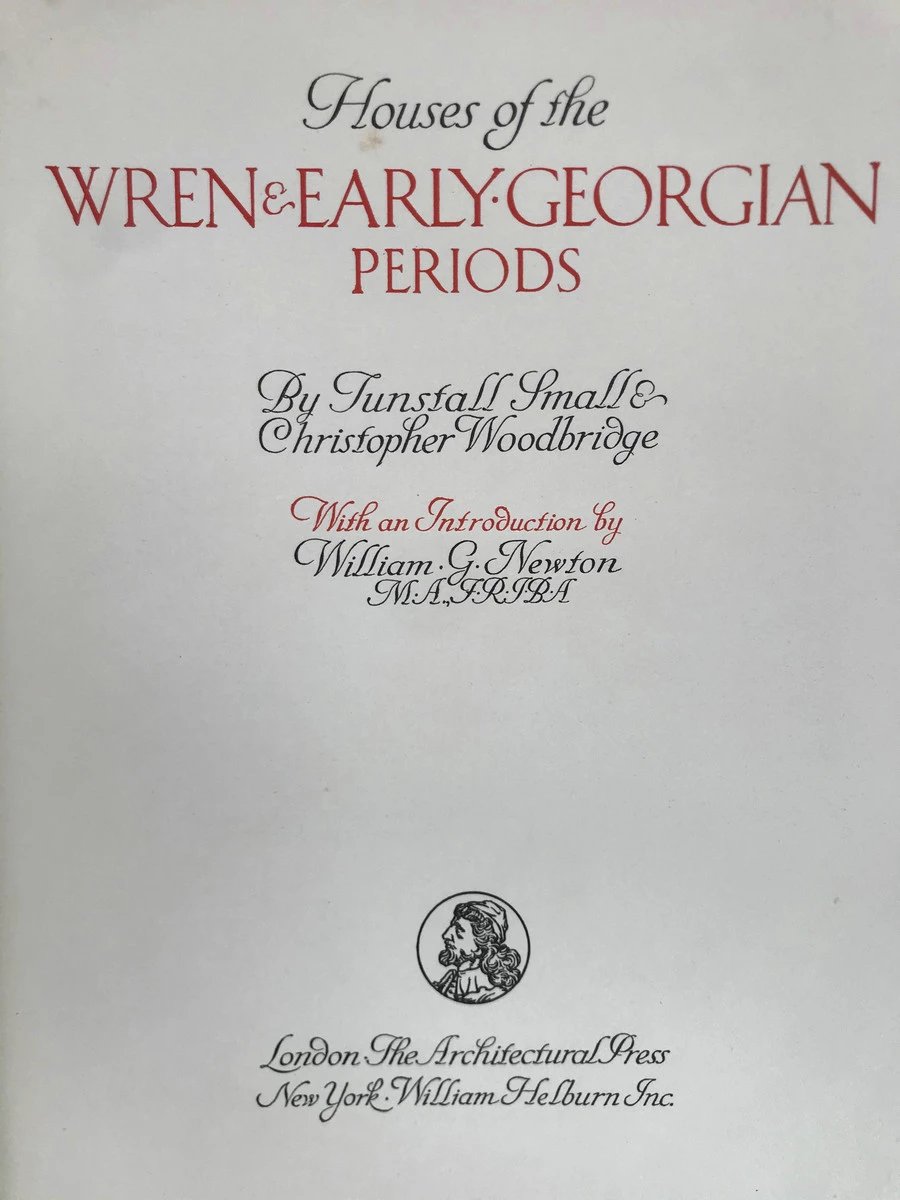 Houses of the
WREN & EARLY·GEORGIAN
PERIODS
By Tunstall Small &
Christopher Woodbridge
With an Introduction by
William·G·Newton
M·A·,F·R·I·B·A
London·The Architectural Press
New York·William Helburn Inc.